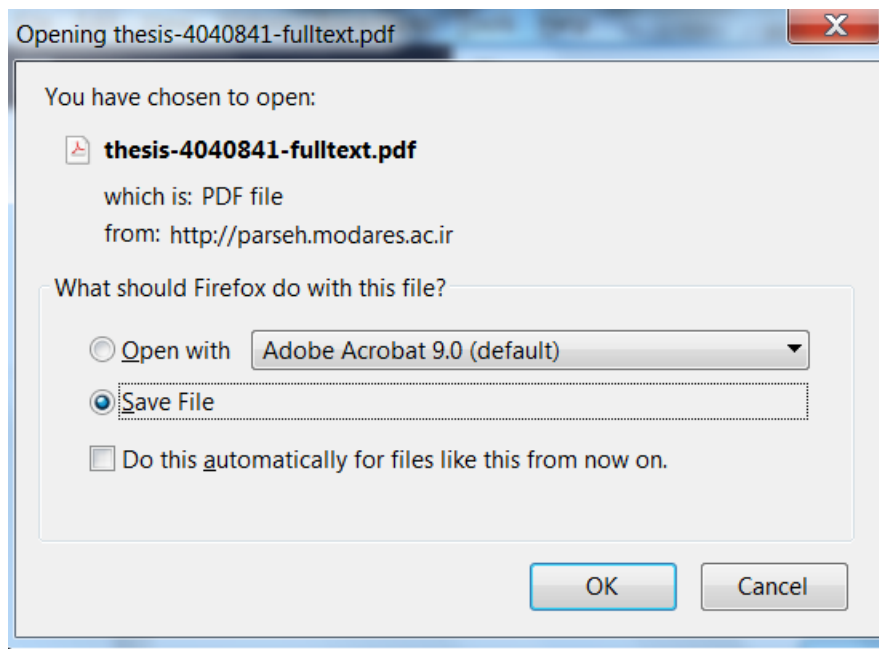 Opening thesis-4040841-fulltext.pdf
You have chosen to open:
thesis-4040841-fulltext.pdf
which is: PDF file
from: http://parseh.modares.ac.ir
What should Firefox do with this file?
Open with Adobe Acrobat 9.0 (default)
Save File
Do this automatically for files like this from now on.
OK Cancel